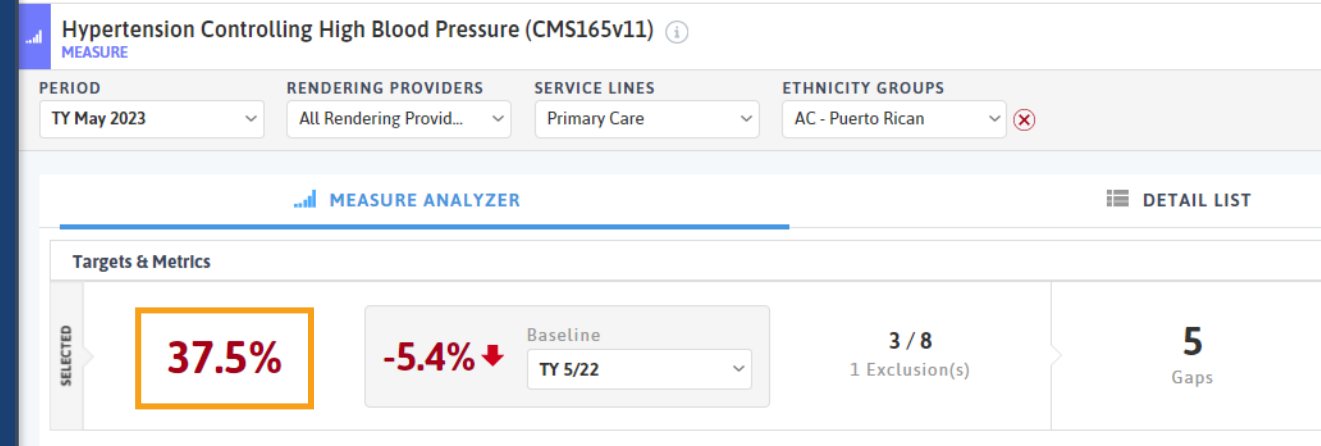 Hypertension Controlling High Blood Pressure (CMS165v11) i
MEASURE
PERIOD RENDERING PROVIDERS SERVICE LINES ETHNICITY GROUPS
TY May 2023 All Rendering Provid... Primary Care AC - Puerto Rican
MEASURE ANALYZER DETAIL LIST
Targets & Metrics
SELECTED
37.5%
-5.4%
Baseline
TY 5/22
3 / 8
1 Exclusion(s)
5
Gaps